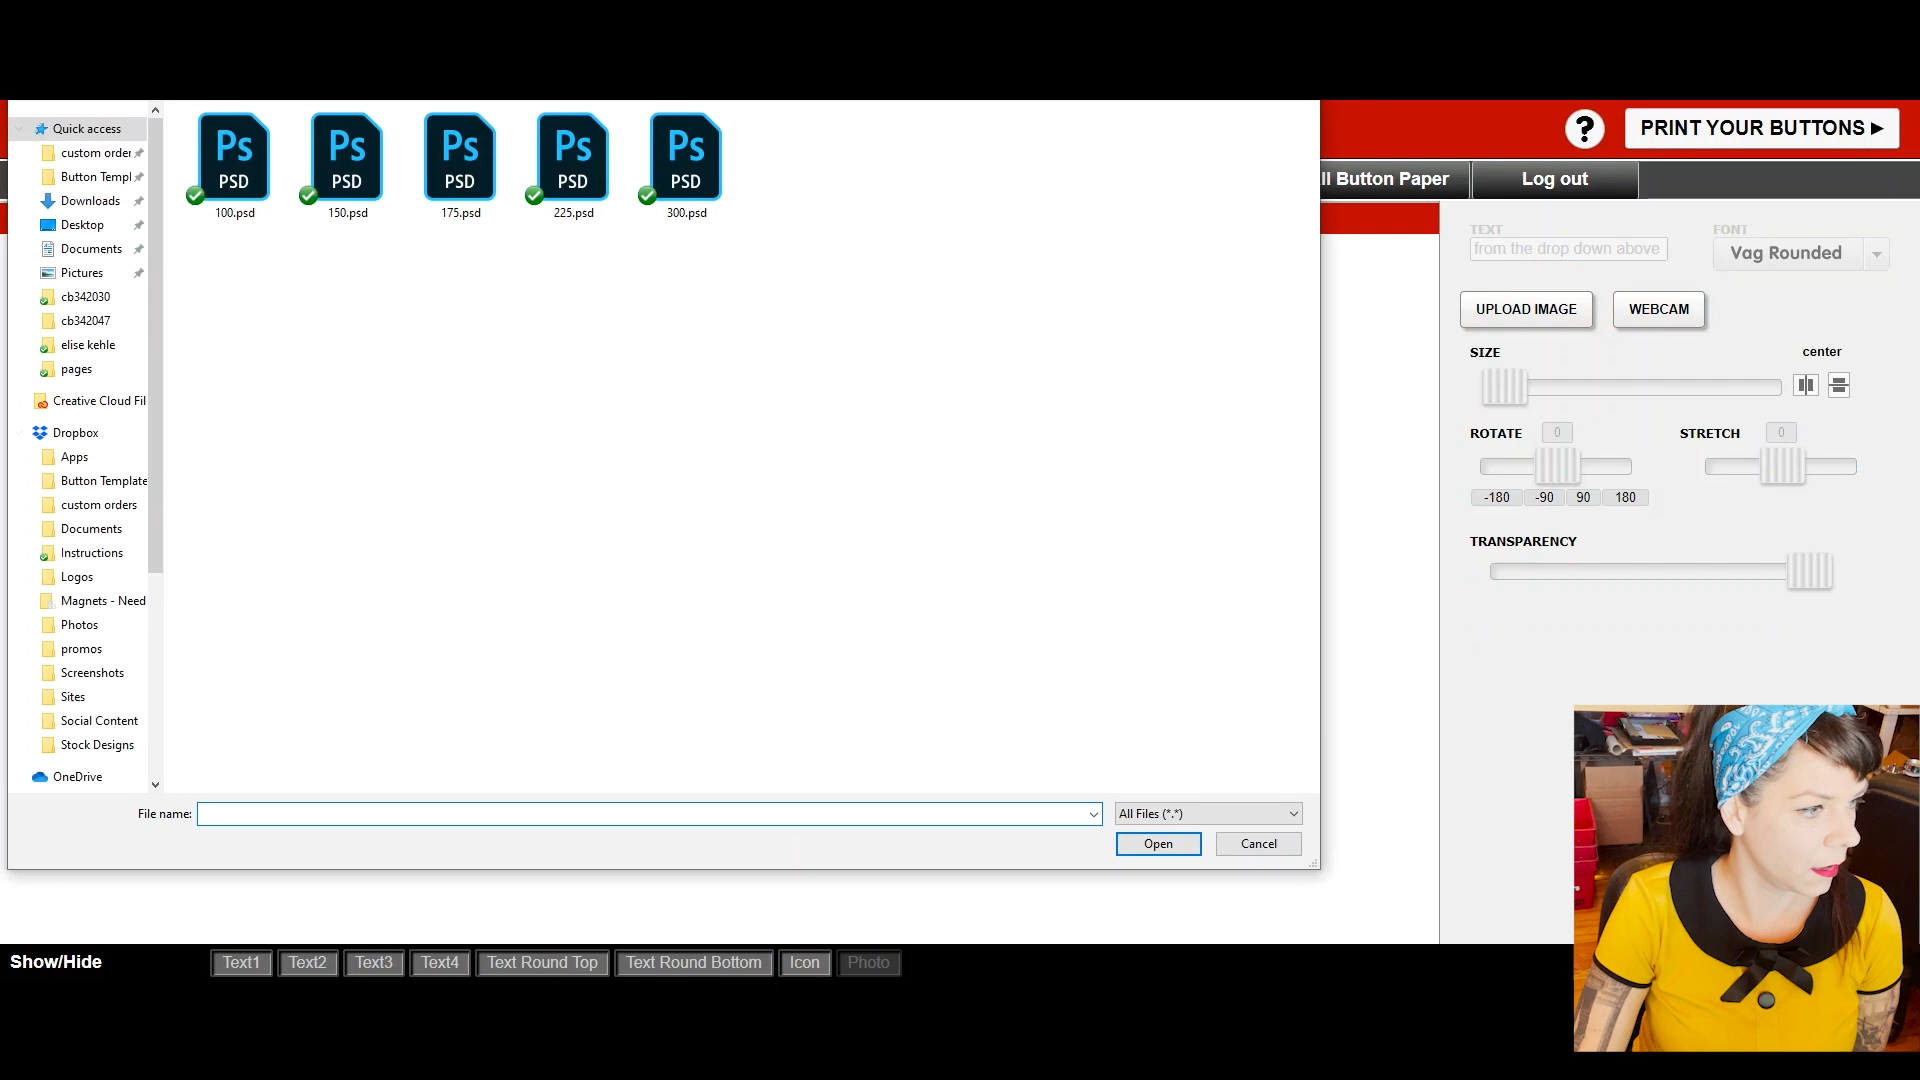 Quick access
custom order
Button Templ
Downloads
Desktop
Documents
Pictures
cb342030
cb342047
elise kehle
pages
Creative Cloud Fil
Dropbox
Apps
Button Template
custom orders
Documents
Instructions
Logos
Magnets - Need
Photos
promos
Screenshots
Sites
Social Content
Stock Designs
OneDrive
Ps Ps Ps Ps Ps
PSD PSD PSD PSD PSD
100.psd 150.psd 175.psd 225.psd 300.psd
File name:
All Files (*.*)
Open Cancel
? PRINT YOUR BUTTONS ►
ll Button Paper Log out
TEXT FONT
from the drop down above Vag Rounded
UPLOAD IMAGE WEBCAM
SIZE center
ROTATE 0 STRETCH 0
-180 -90 90 180
TRANSPARENCY
Show/Hide Text1 Text2 Text3 Text4 Text Round Top Text Round Bottom Icon Photo